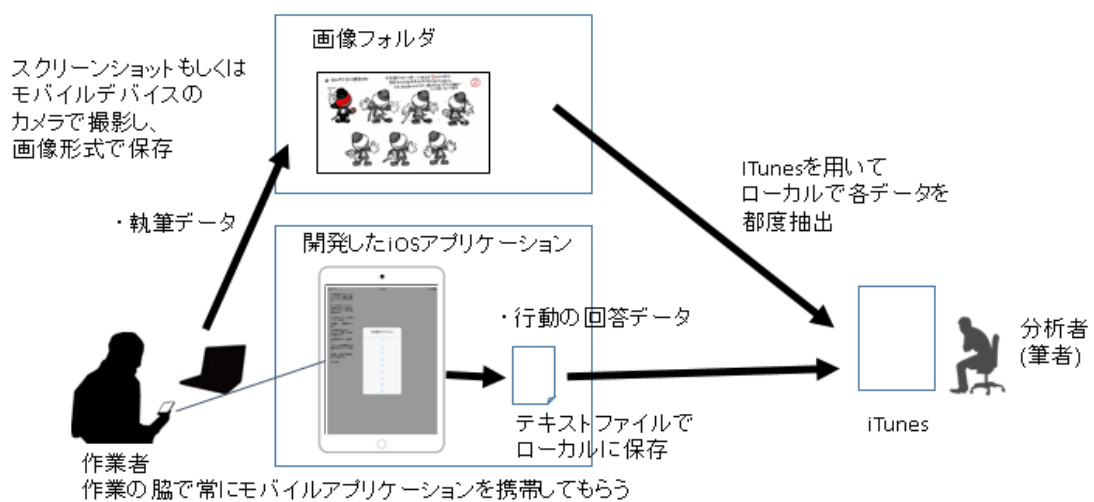 画像フォルダ
スクリーンショットもしくは
モバイルデバイスの
カメラで撮影し、
画像形式で保存
・執筆データ
ITunesを用いて
ローカルで各データを
都度抽出
開発したiOSアプリケーション
・行動の回答データ
テキストファイルで
ローカルに保存
iTunes
分析者
(筆者)
作業者
作業の脇で常にモバイルアプリケーションを携帯してもらう